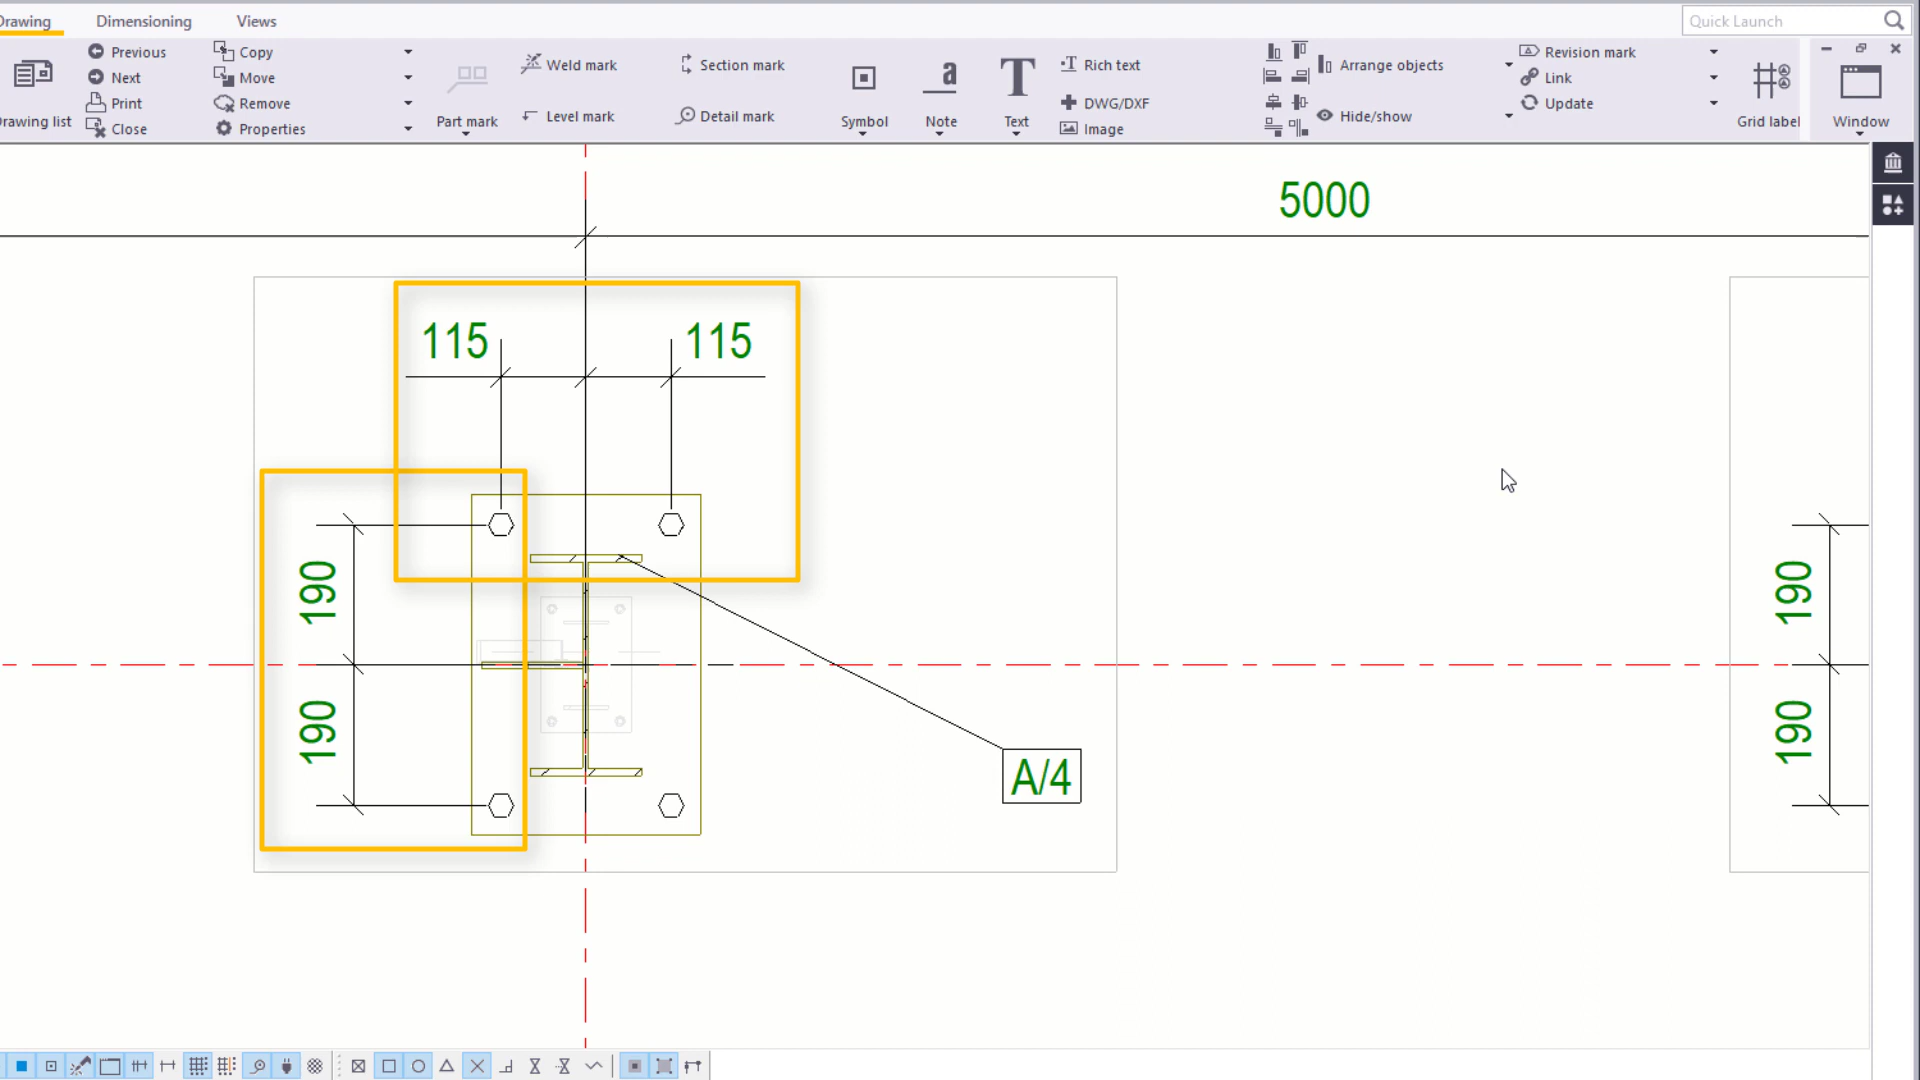 Drawing
Dimensioning
Views
Quick Launch
Previous
Next
Print
Close
Drawing list
Copy
Move
Remove
Properties
Part mark
Weld mark
Level mark
Section mark
Detail mark
Symbol
a
Note
T
Text
Rich text
DWG/DXF
Image
Arrange objects
Hide/show
Revision mark
Link
Update
Grid label
Window
5000
115
115
190
190
190
190
A/4